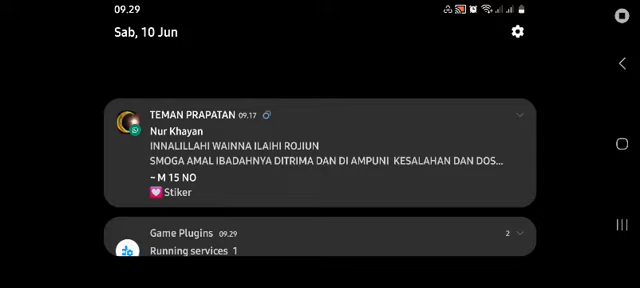 09.29
Sab, 10 Jun
TEMAN PRAPATAN 09.17
Nur Khayan
INNALILLAHI WAINNA ILAIHI ROJIUN
SMOGA AMAL IBADAHNYA DITRIMA DAN DI AMPUNI KESALAHAN DAN DOS...
~ M 15 NO
💟 Stiker
Game Plugins 09.29
2
Running services 1